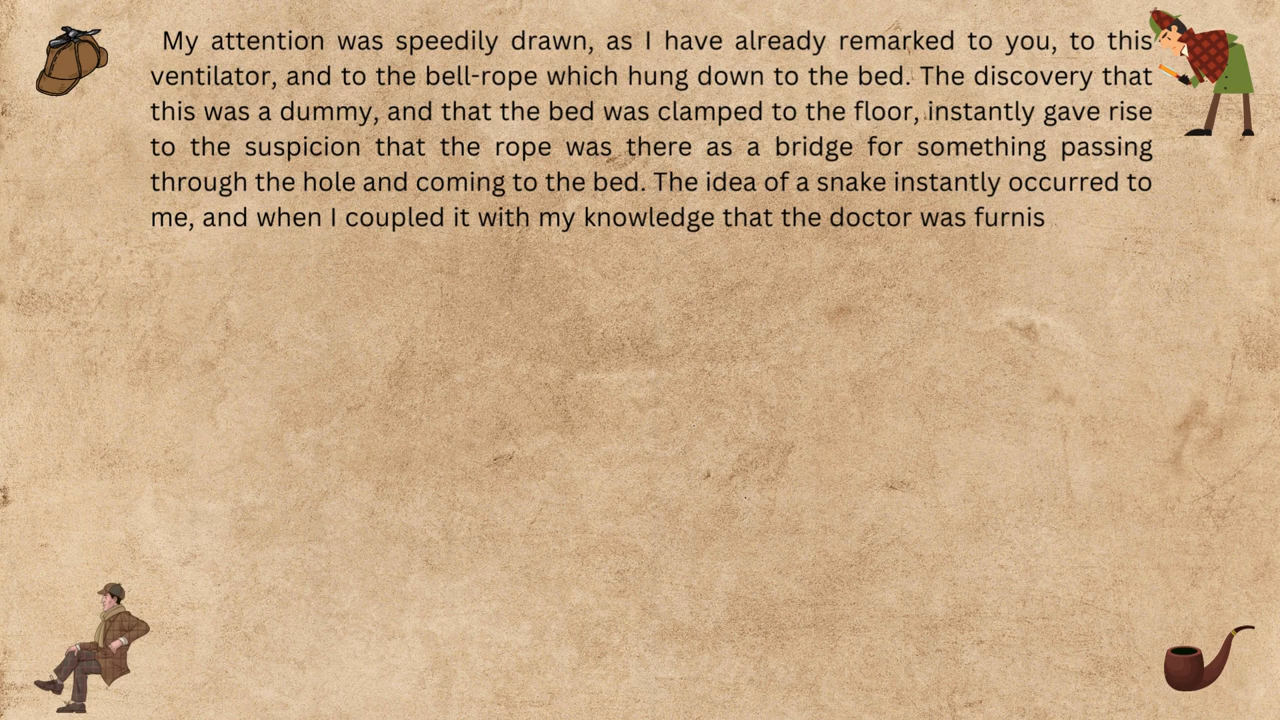 My attention was speedily drawn, as I have already remarked to you, to this
ventilator, and to the bell-rope which hung down to the bed. The discovery that
this was a dummy, and that the bed was clamped to the floor, instantly gave rise
to the suspicion that the rope was there as a bridge for something passing
through the hole and coming to the bed. The idea of a snake instantly occurred to
me, and when I coupled it with my knowledge that the doctor was furnis